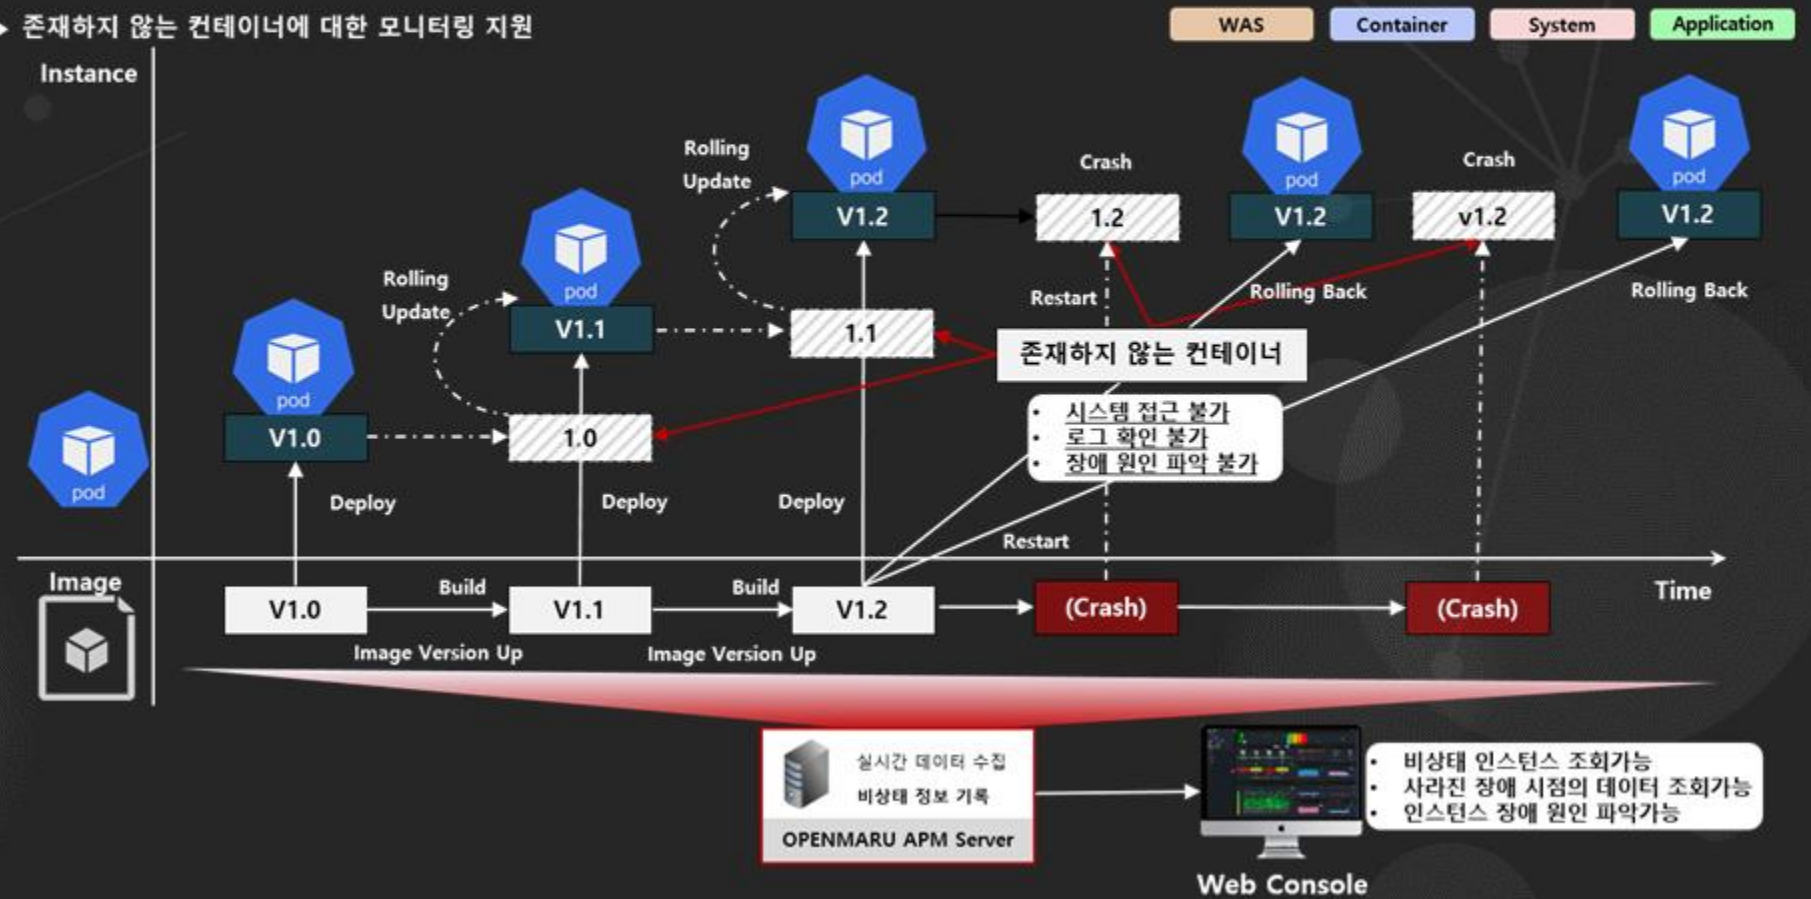 존재하지 않는 컨테이너에 대한 모니터링 지원
WAS
Container
System
Application
Instance
pod
V1.2
Rolling
Update
Crash
1.2
pod
V1.2
Crash
v1.2
pod
V1.2
pod
V1.1
Rolling
Update
1.1
Restart
Rolling Back
Rolling Back
존재하지 않는 컨테이너
• 시스템 접근 불가
• 로그 확인 불가
• 장애 원인 파악 불가
pod
V1.0
1.0
pod
Deploy
Deploy
Deploy
Restart
Image
Time
V1.0
Build
V1.1
Build
V1.2
(Crash)
(Crash)
Image Version Up
Image Version Up
실시간 데이터 수집
비상태 정보 기록
OPENMARU APM Server
• 비상태 인스턴스 조회가능
• 사라진 장애 시점의 데이터 조회가능
• 인스턴스 장애 원인 파악가능
Web Console